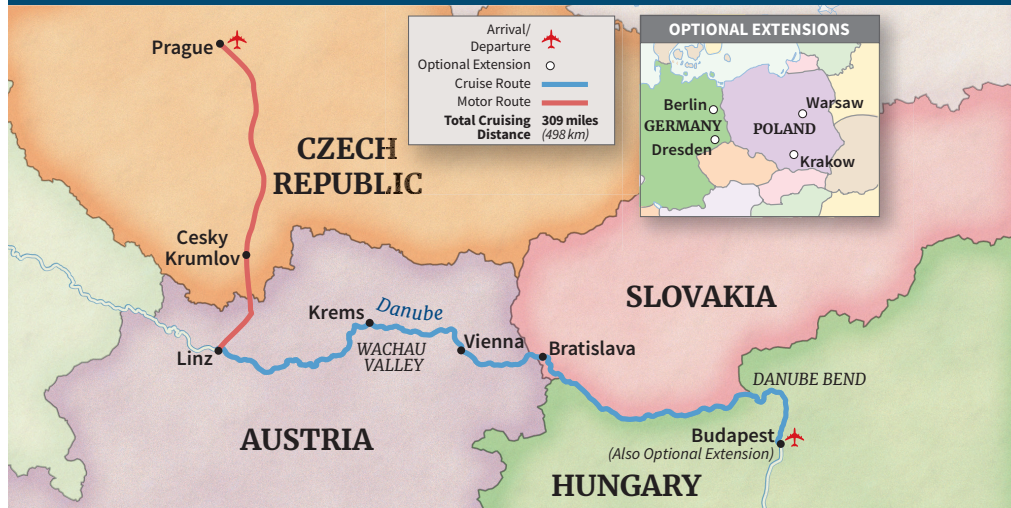 Arrival/
Departure
Optional Extension
Cruise Route
Motor Route
Total Cruising 309 miles
Distance (498 km)
OPTIONAL EXTENSIONS
Berlin
Warsaw
GERMANY
POLAND
Dresden
Krakow
Prague
CZECH
REPUBLIC
Cesky
Krumlov
SLOVAKIA
Krems
Danube
Linz
WACHAU
VALLEY
Vienna
Bratislava
DANUBE BEND
AUSTRIA
Budapest
(Also Optional Extension)
HUNGARY